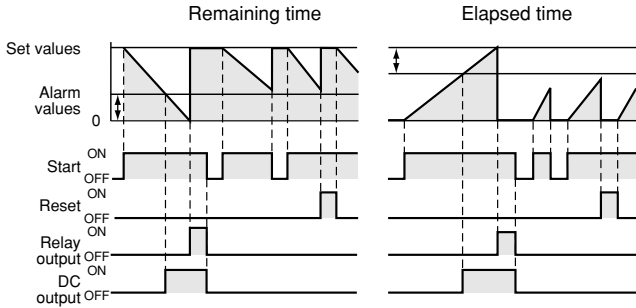 Remaining time
Elapsed time
Set values
Alarm
values
0
Start
ON
OFF
Reset
ON
OFF
Relay
output
ON
OFF
DC
output
ON
OFF